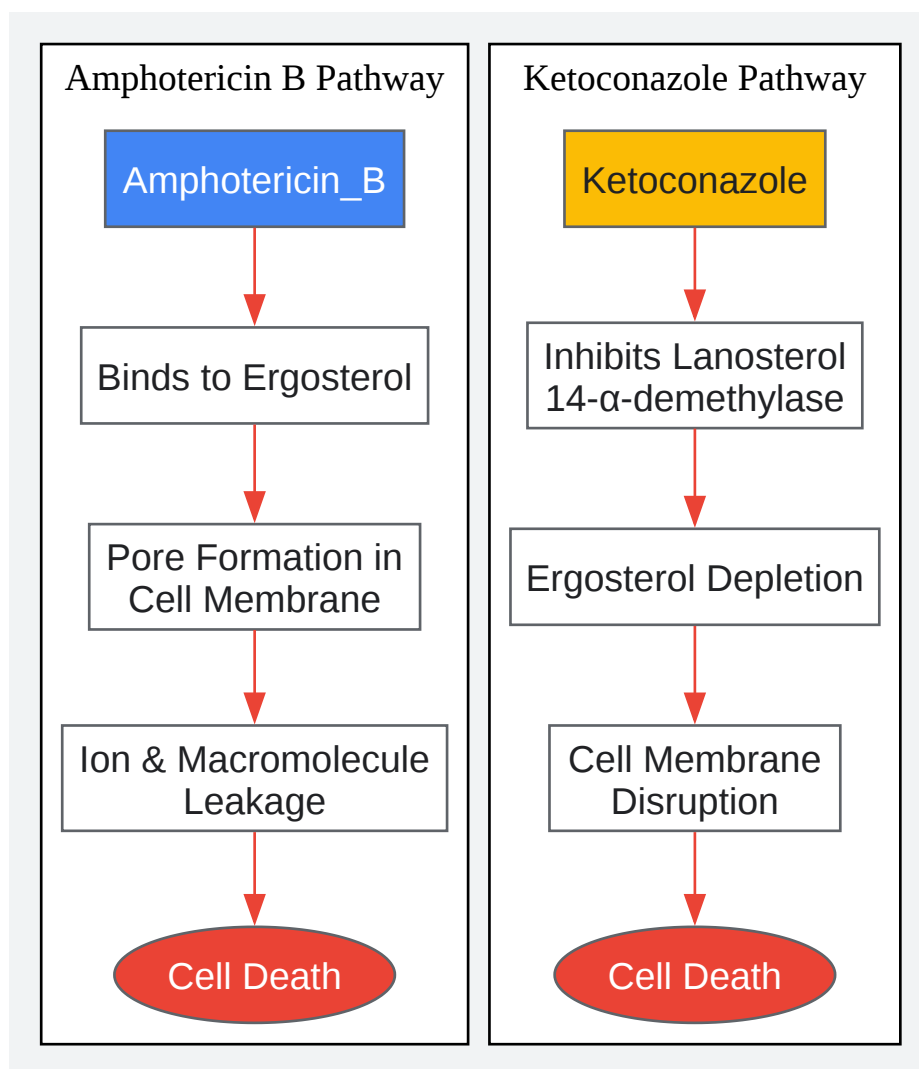 Amphotericin B Pathway
Amphotericin_B
Binds to Ergosterol
Pore Formation in
Cell Membrane
Ion & Macromolecule
Leakage
Cell Death
Ketoconazole Pathway
Ketoconazole
Inhibits Lanosterol
14-α-demethylase
Ergosterol Depletion
Cell Membrane
Disruption
Cell Death